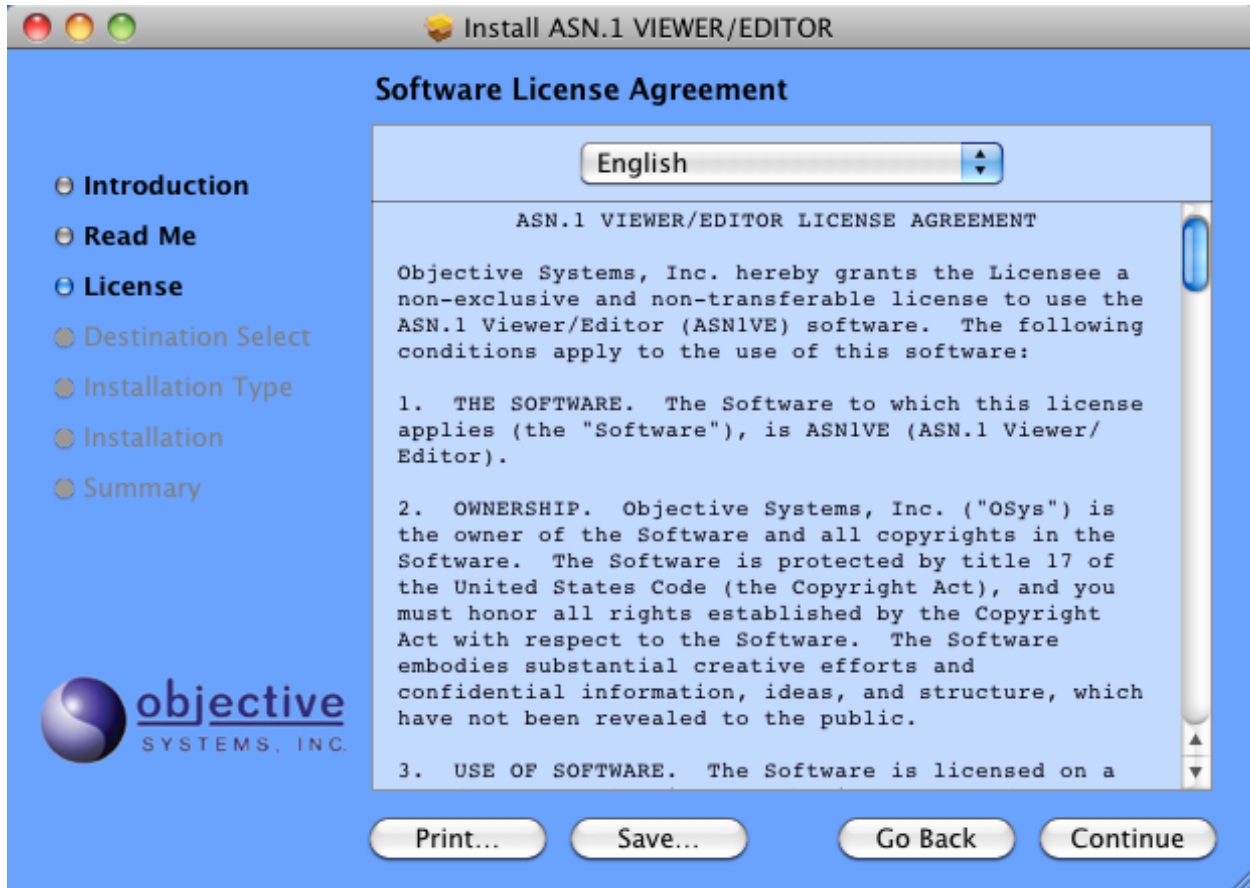 Install ASN.1 VIEWER/EDITOR
Software License Agreement
Introduction
Read Me
License
Destination Select
Installation Type
Installation
Summary
English
ASN.1 VIEWER/EDITOR LICENSE AGREEMENT
Objective Systems, Inc. hereby grants the Licensee a
non-exclusive and non-transferable license to use the
ASN.1 Viewer/Editor (ASN1VE) software.  The following
conditions apply to the use of this software:
1.  THE SOFTWARE.  The Software to which this license
applies (the "Software"), is ASN1VE (ASN.1 Viewer/
Editor).
2.  OWNERSHIP.  Objective Systems, Inc. ("OSys") is
the owner of the Software and all copyrights in the
Software.  The Software is protected by title 17 of
the United States Code (the Copyright Act), and you
must honor all rights established by the Copyright
Act with respect to the Software.  The Software
embodies substantial creative efforts and
confidential information, ideas, and structure, which
have not been revealed to the public.
3.  USE OF SOFTWARE.  The Software is licensed on a
objective
SYSTEMS, INC.
Print...
Save...
Go Back
Continue